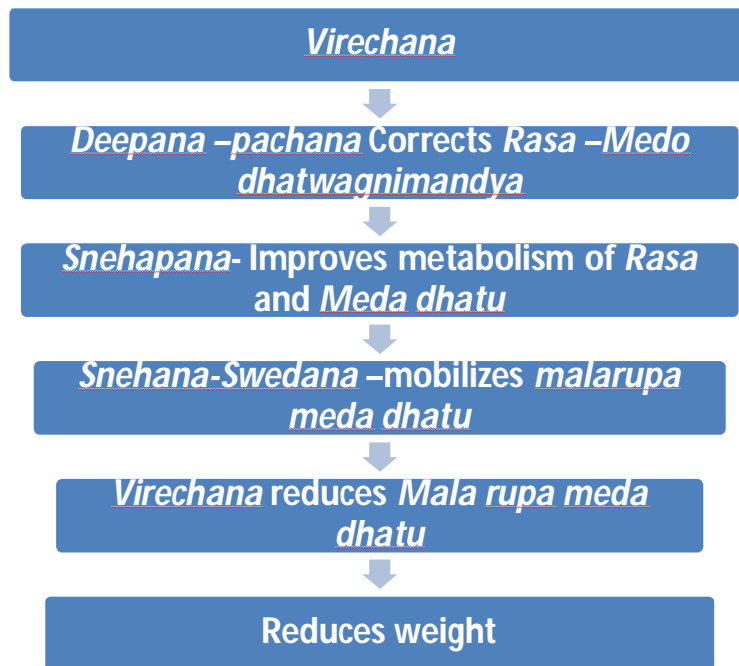 Virechana
Deepana –pachana Corrects Rasa –Medo
dhatwagnimandya
Snehapana- Improves metabolism of Rasa
and Meda dhatu
Snehana-Swedana –mobilizes malarupa
meda dhatu
Virechana reduces Mala rupa meda
dhatu
Reduces weight